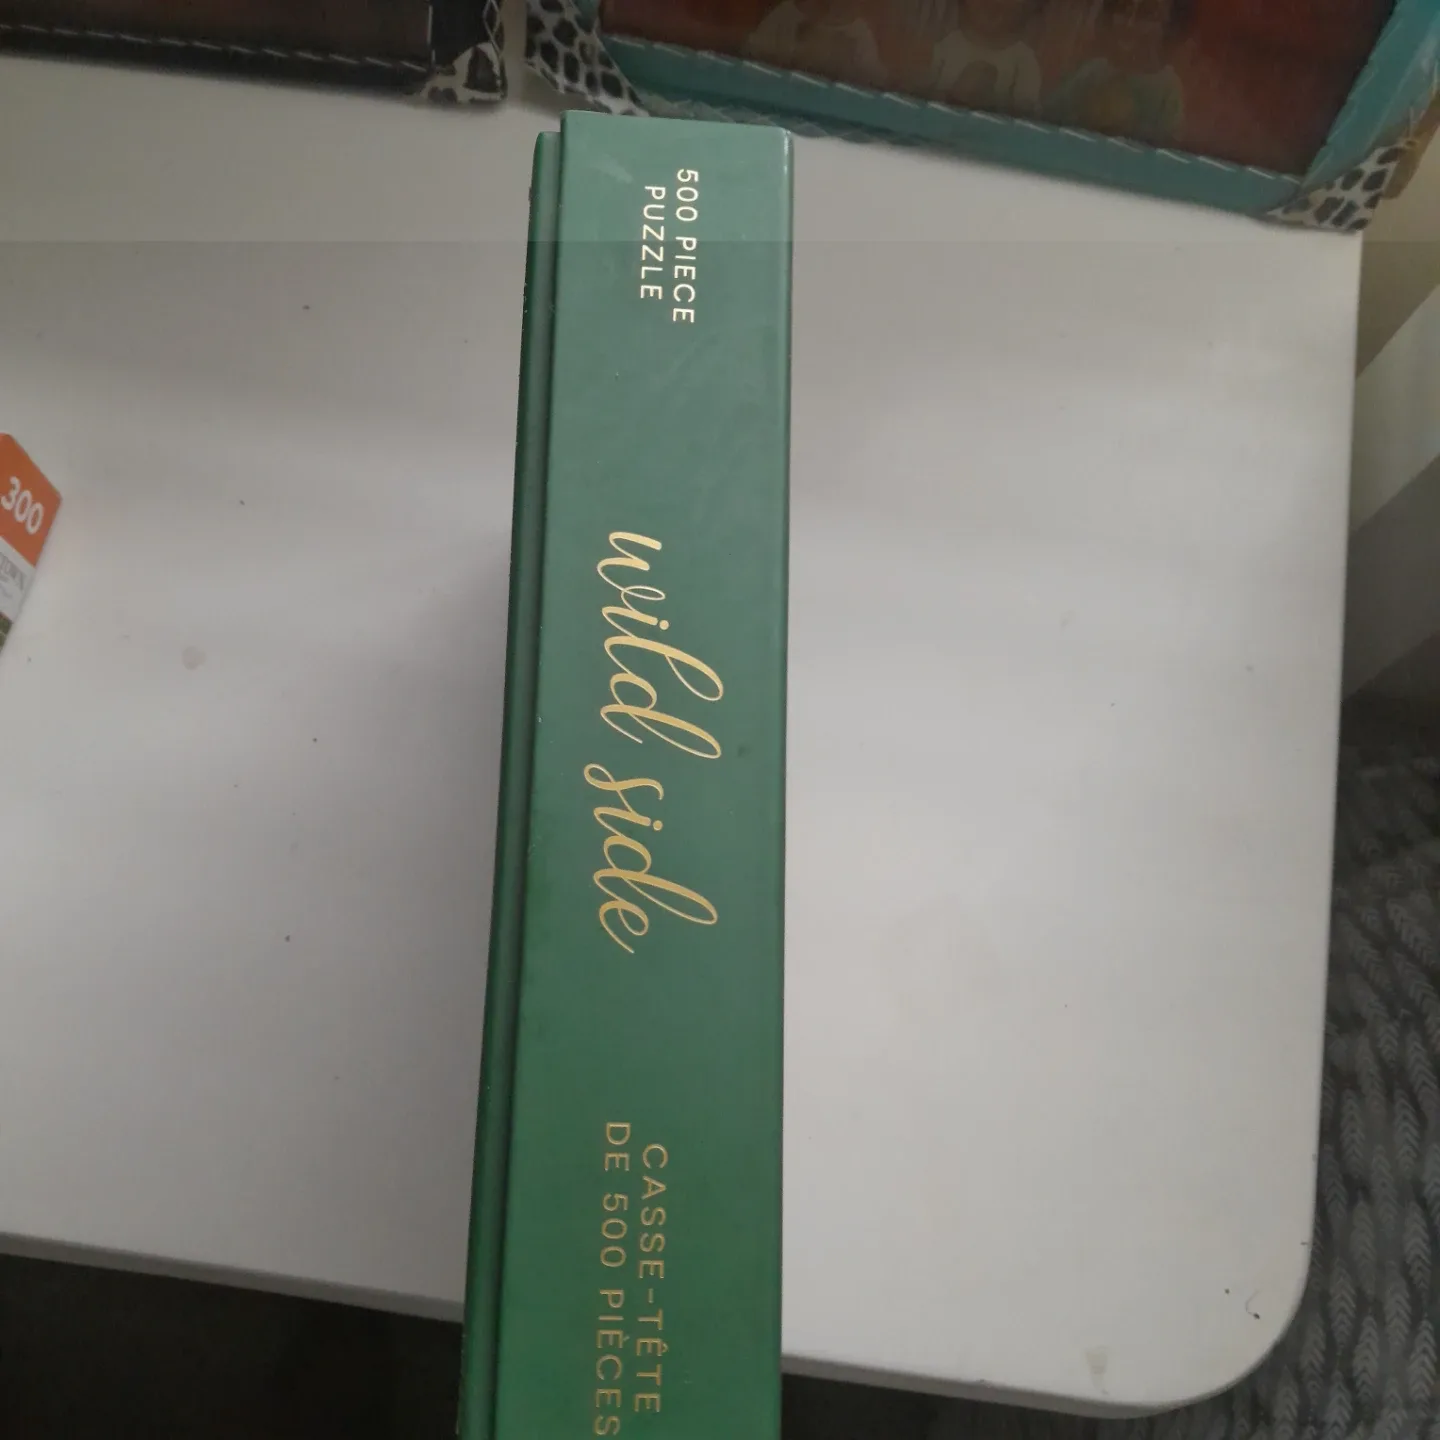 500 PIECE
PUZZLE
wild side
CASSE-TÊTE
DE 500 PIÈCES
300